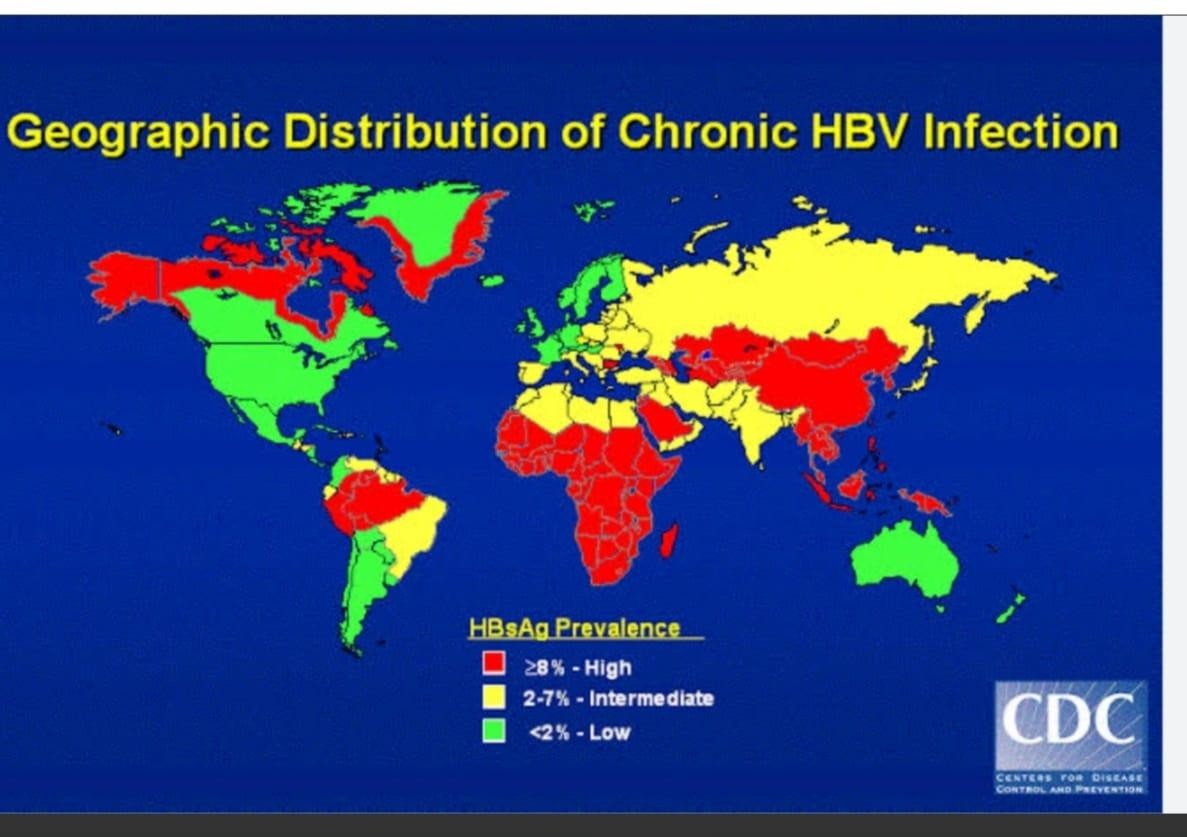 Geographic Distribution of Chronic HBV Infection
HBsAg Prevalence
≥8% - High
2-7% - Intermediate
<2% - Low
CDC
CENTERS FOR DISEASE
CONTROL AND PREVENTION